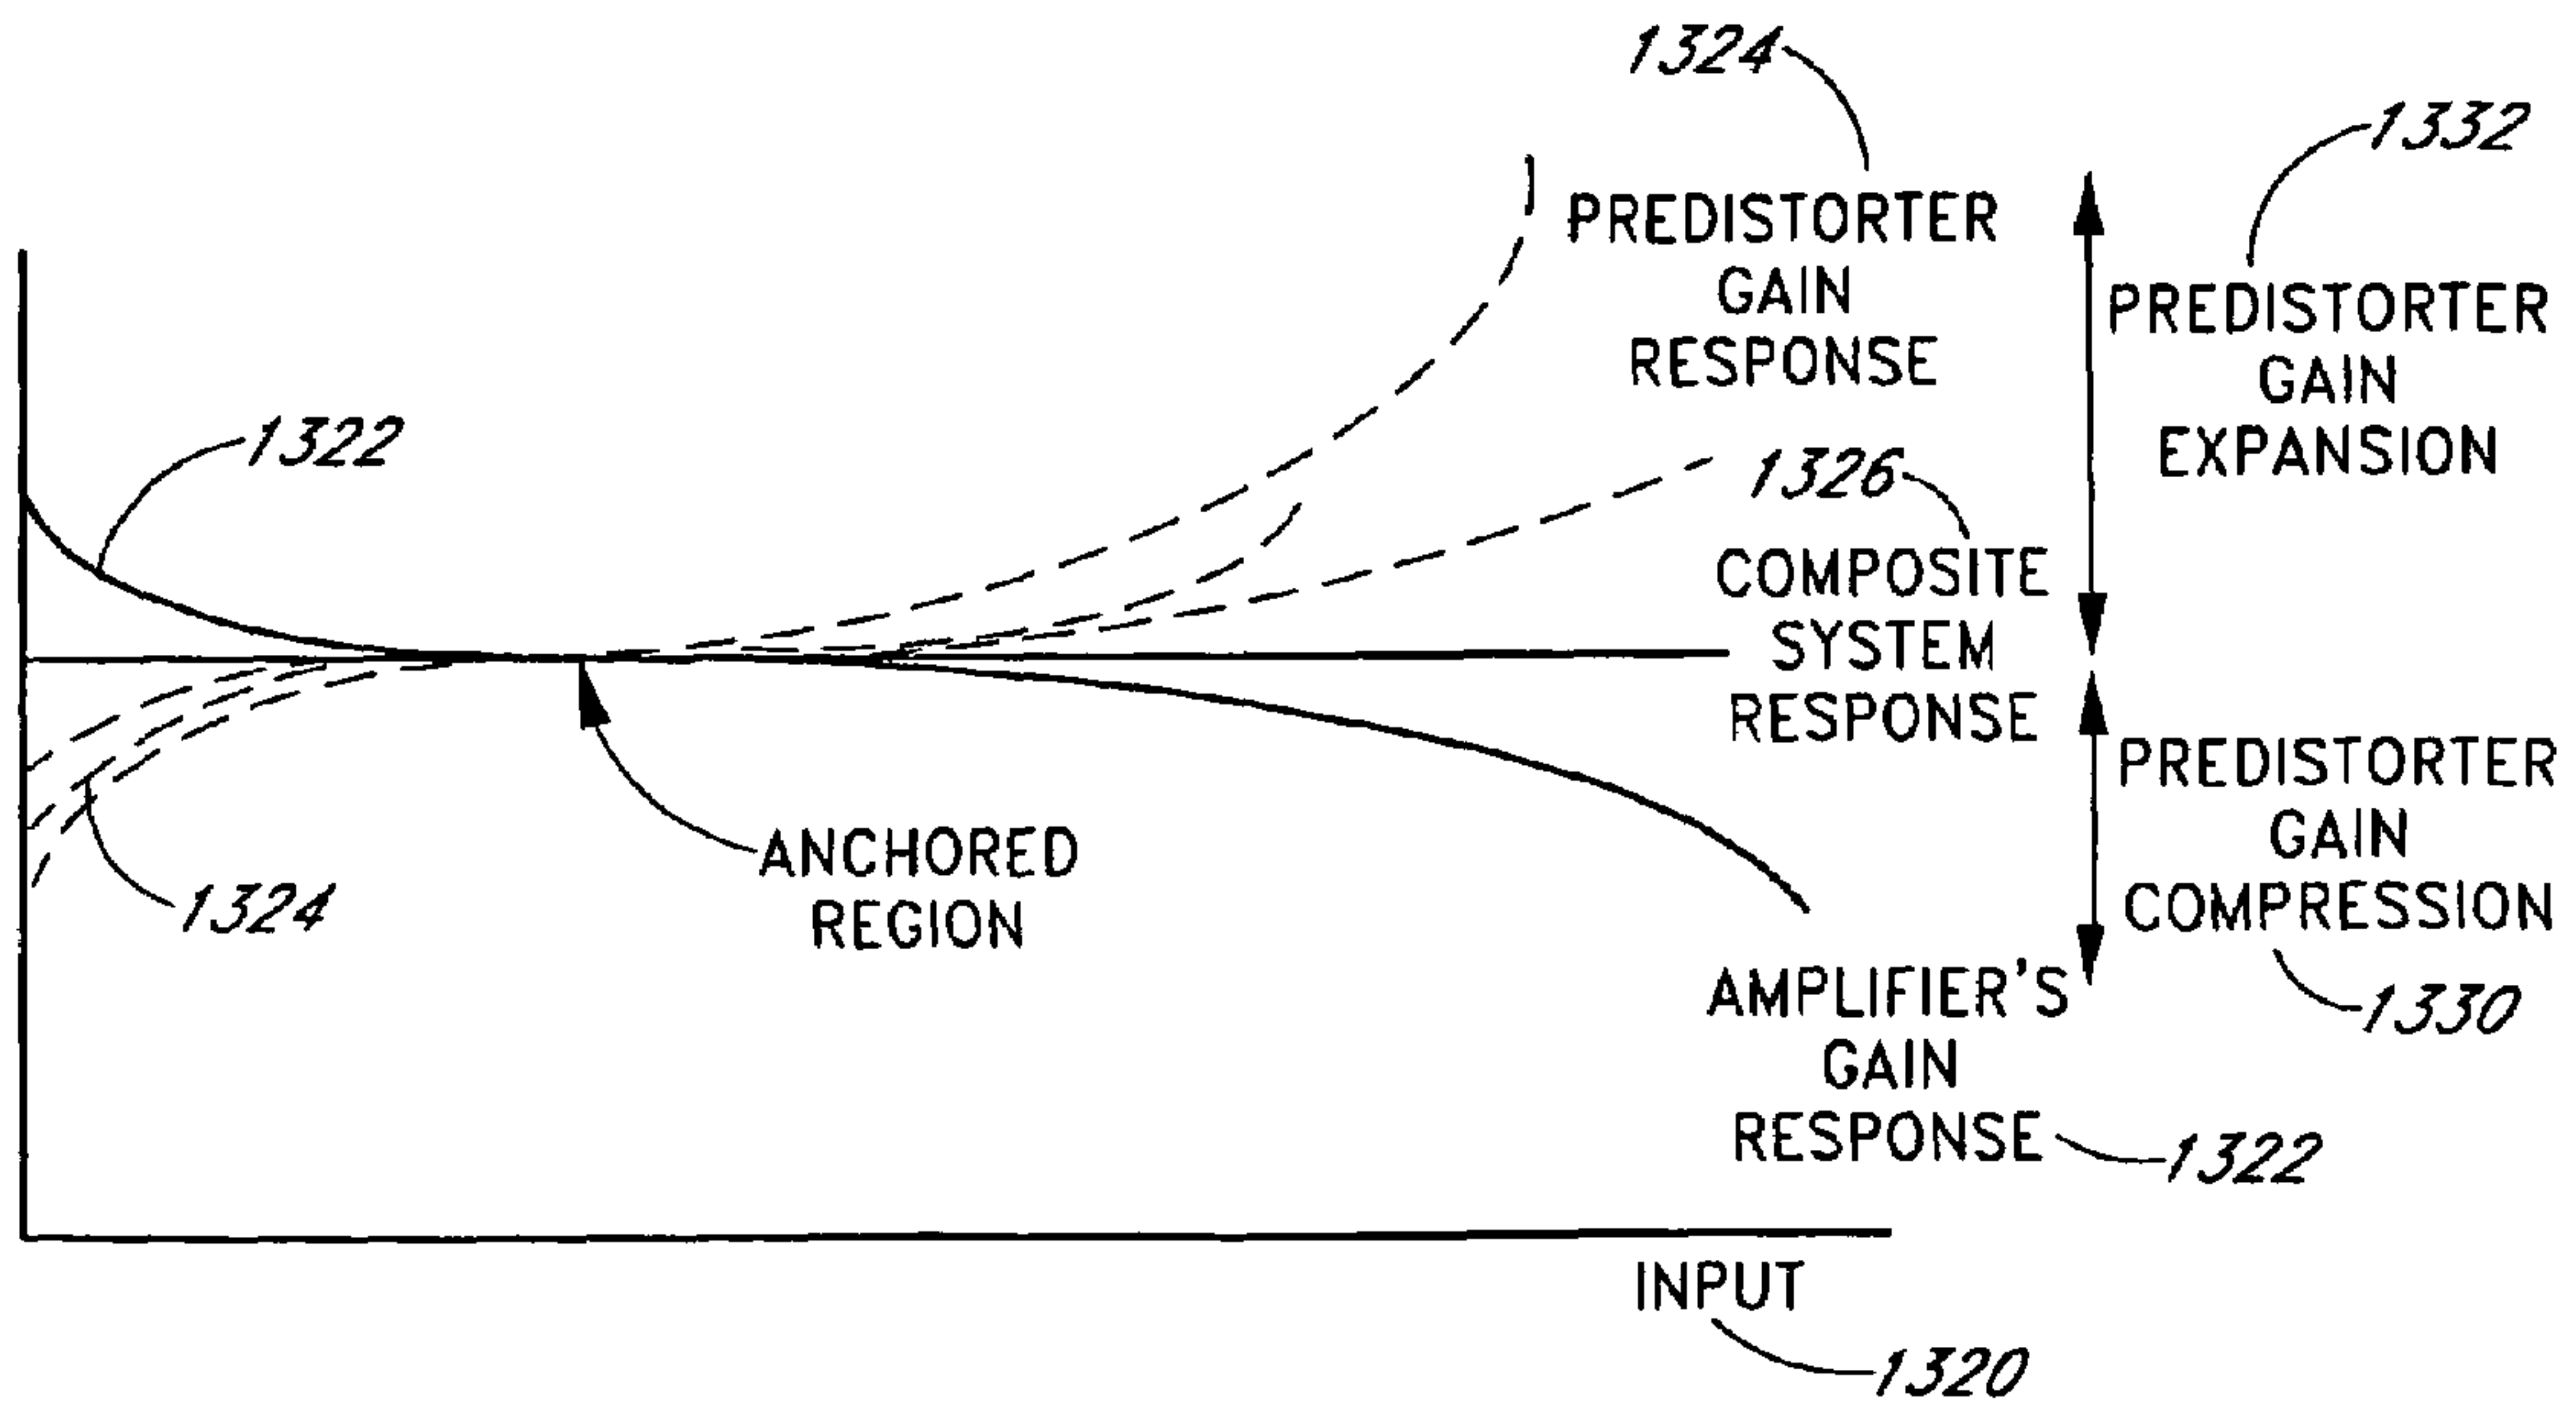 1324
1332
PREDISTORTER
GAIN
RESPONSE
PREDISTORTER
GAIN
EXPANSION
1322
1326
COMPOSITE
SYSTEM
RESPONSE
PREDISTORTER
GAIN
COMPRESSION
1330
ANCHORED
REGION
1324
AMPLIFIER'S
GAIN
RESPONSE
1322
INPUT
1320